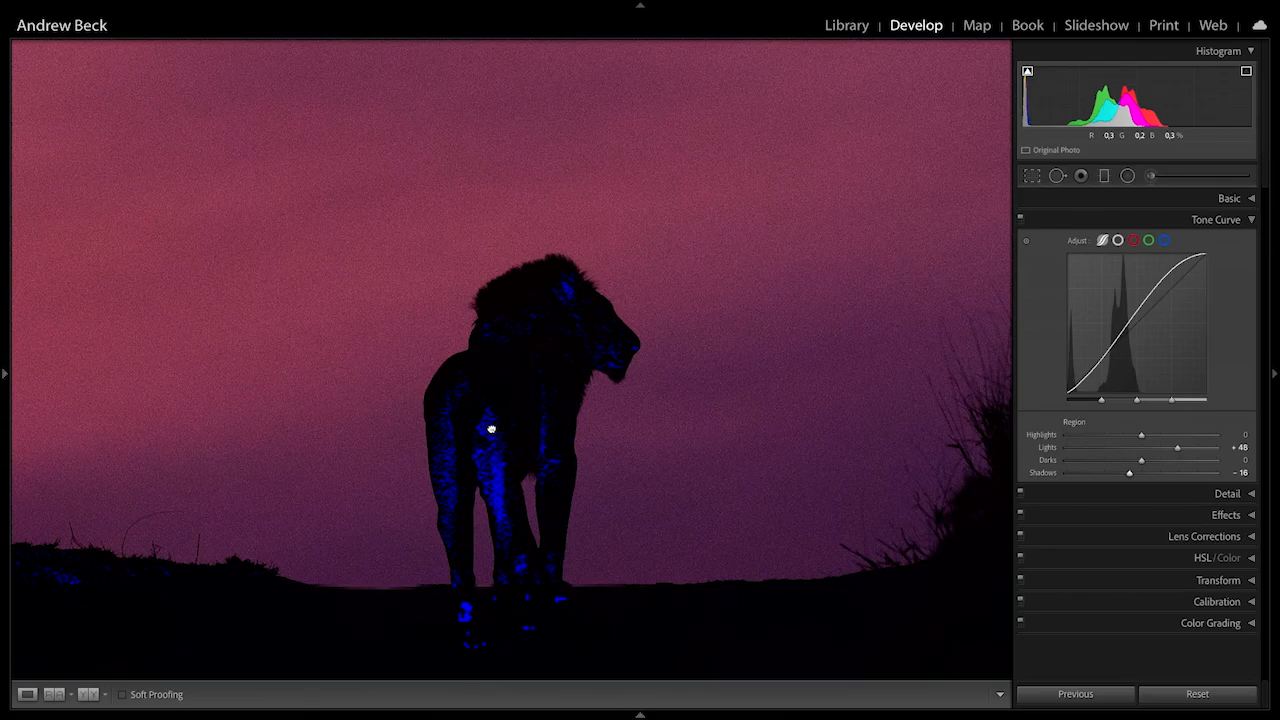 Andrew Beck
Library | Develop | Map | Book | Slideshow | Print | Web |
Histogram
R 0,3 G 0,2 B 0,3 %
Original Photo
Basic
Tone Curve
Adjust :
Region
Highlights 0
Lights + 48
Darks 0
Shadows - 16
Detail
Effects
Lens Corrections
HSL / Color
Transform
Calibration
Color Grading
Soft Proofing
Previous Reset